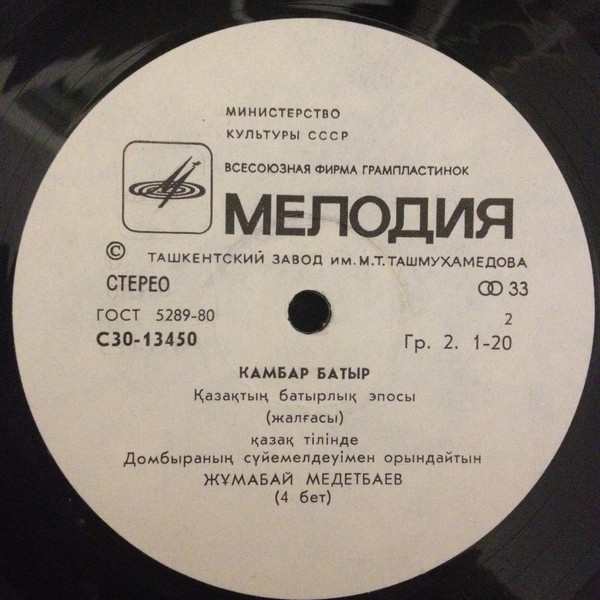 МИНИСТЕРСТВО
КУЛЬТУРЫ СССР
ВСЕСОЮЗНАЯ ФИРМА ГРАМПЛАСТИНОК
МЕЛОДИЯ
© ТАШКЕНТСКИЙ ЗАВОД ИМ. М.Т. ТАШМУХАМЕДОВА
СТЕРЕО 33
ГОСТ 5289-80 2
С30-13450 Гр. 2. 1-20
КАМБАР БАТЫР
Қазақтың батырлық эпосы
(жалғасы)
қазақ тілінде
Домбыраның сүйемелдеуімен орындайтын
ЖҰМАБАЙ МЕДЕТБАЕВ
(4 бет)